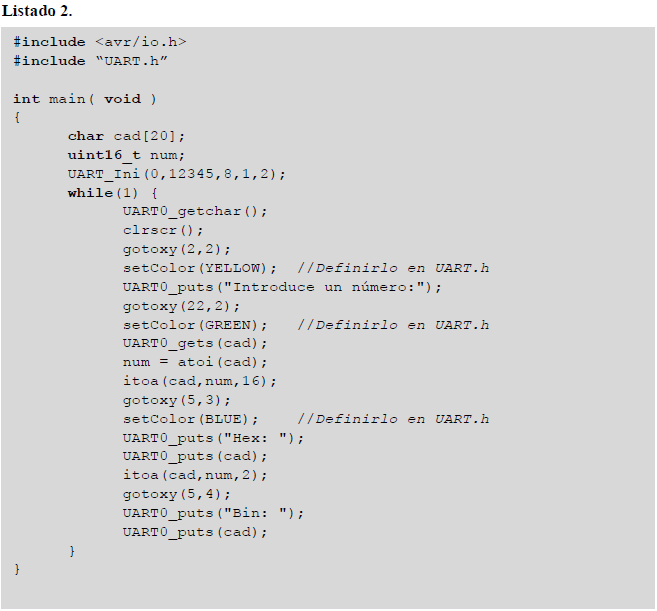 Listado 2.
#include <avr/io.h>
#include “UART.h”
int main( void )
{
char cad[20];
uint16_t num;
UART_Ini(0,12345,8,1,2);
while(1) {
UART0_getchar();
clrscr();
gotoxy(2,2);
setColor(YELLOW); //Definirlo en UART.h
UART0_puts("Introduce un número:");
gotoxy(22,2);
setColor(GREEN); //Definirlo en UART.h
UART0_gets(cad);
num = atoi(cad);
itoa(cad,num,16);
gotoxy(5,3);
setColor(BLUE); //Definirlo en UART.h
UART0_puts("Hex: ");
UART0_puts(cad);
itoa(cad,num,2);
gotoxy(5,4);
UART0_puts("Bin: ");
UART0_puts(cad);
}
}